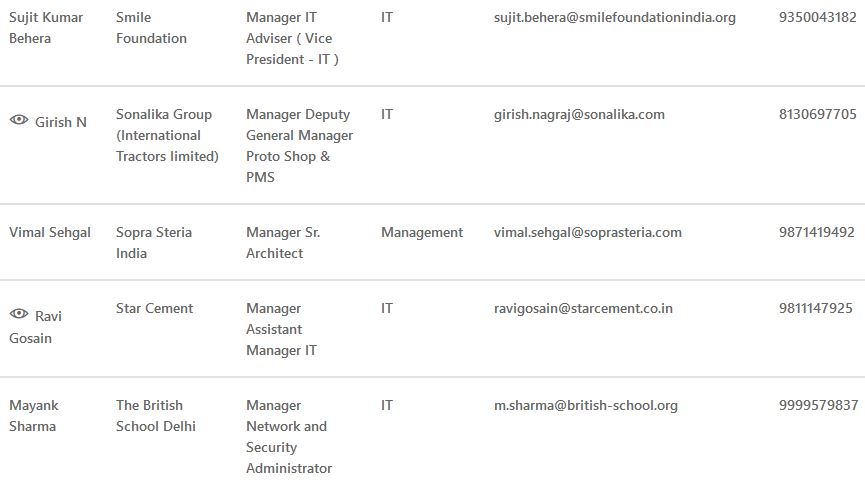 Sujit Kumar Smile Manager IT IT sujit.behera@smilefoundationindia.org 9350043182
Behera Foundation Adviser ( Vice
President - IT )
Girish N Sonalika Group Manager Deputy IT girish.nagraj@sonalika.com 8130697705
(International General Manager
Tractors limited) Proto Shop &
PMS
Vimal Sehgal Sopra Steria Manager Sr. Management vimal.sehgal@soprasteria.com 9871419492
India Architect
Ravi Star Cement Manager IT ravigosain@starcement.co.in 9811147925
Gosain Assistant
Manager IT
Mayank The British Manager IT m.sharma@british-school.org 9999579837
Sharma School Delhi Network and
Security
Administrator